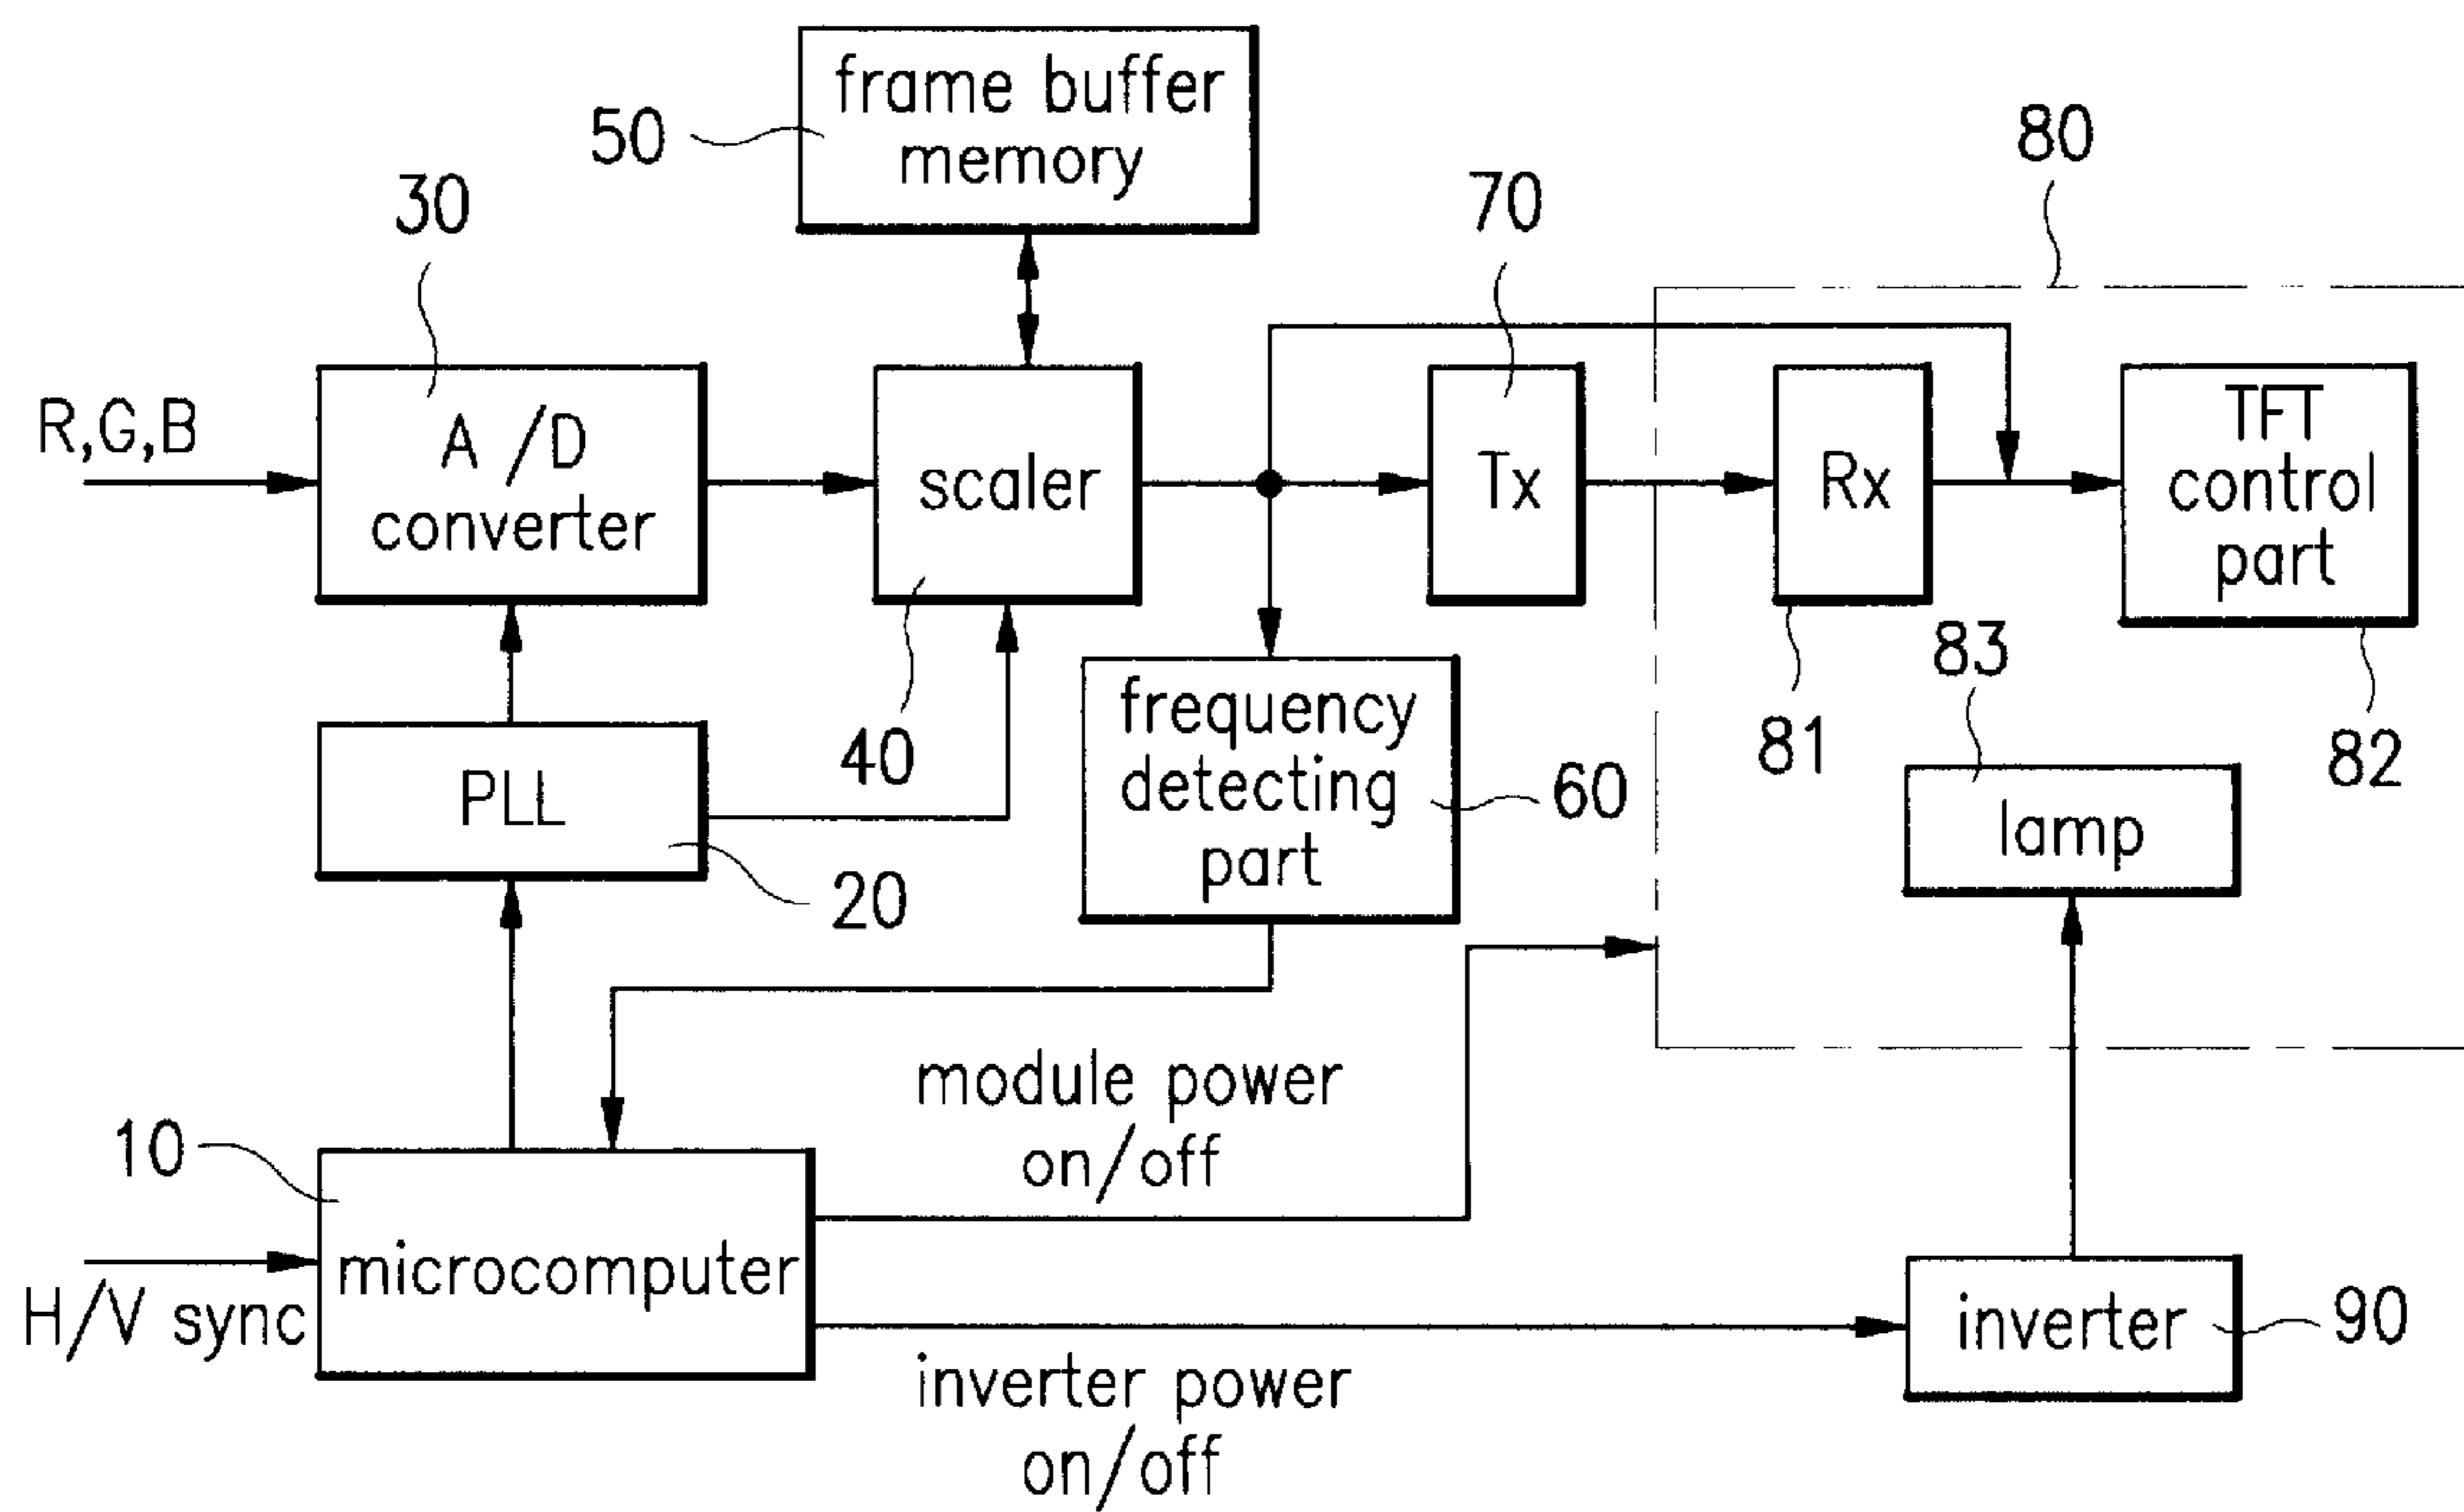 frame buffer
memory
50
80
30
70
R,G,B
A /D
converter
scaler
Tx
Rx
TFT
control
part
40
frequency
detecting
part
60
83
81
82
PLL
20
lamp
10
module power
on/off
microcomputer
H/V sync
inverter
90
inverter power
on/off